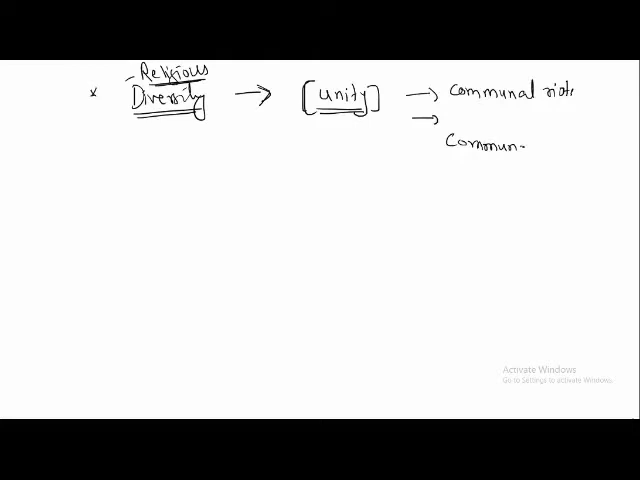 - Religious
* Diversity → [unity] → communal riots
→
Commun-
Activate Windows
Go to Settings to activate Windows.